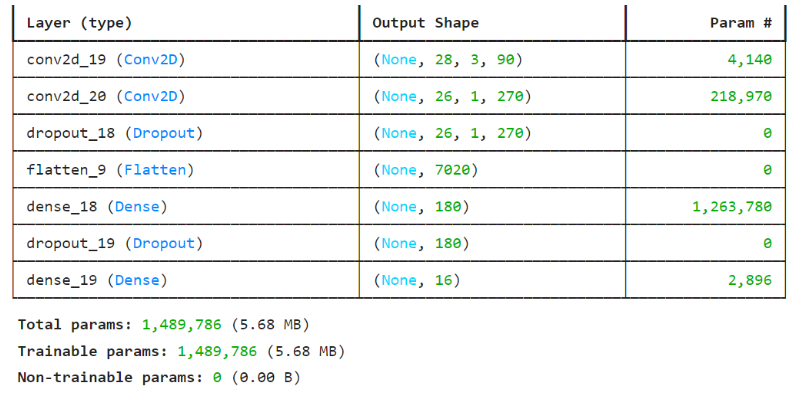 Layer (type) Output Shape Param #
conv2d_19 (Conv2D) (None, 28, 3, 90) 4,140
conv2d_20 (Conv2D) (None, 26, 1, 270) 218,970
dropout_18 (Dropout) (None, 26, 1, 270) 0
flatten_9 (Flatten) (None, 7020) 0
dense_18 (Dense) (None, 180) 1,263,780
dropout_19 (Dropout) (None, 180) 0
dense_19 (Dense) (None, 16) 2,896
Total params: 1,489,786 (5.68 MB)
Trainable params: 1,489,786 (5.68 MB)
Non-trainable params: 0 (0.00 B)